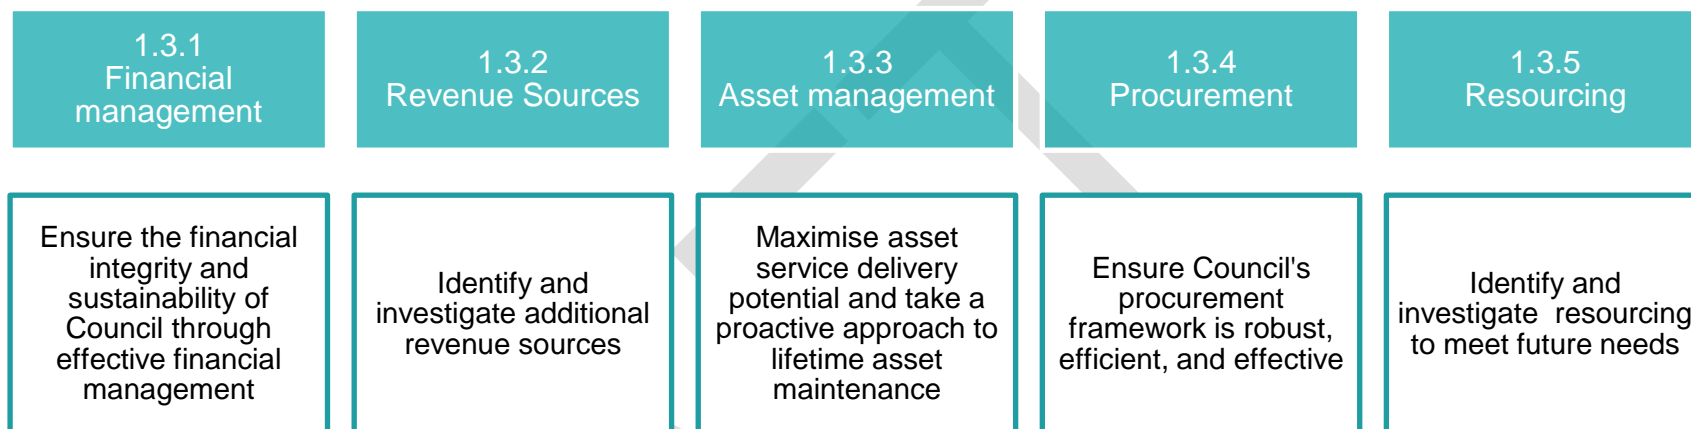 1.3.1
Financial
management
1.3.2
Revenue Sources
1.3.3
Asset management
1.3.4
Procurement
1.3.5
Resourcing
Ensure the financial
integrity and
sustainability of
Council through
effective financial
management
Identify and
investigate additional
revenue sources
Maximise asset
service delivery
potential and take a
proactive approach to
lifetime asset
maintenance
Ensure Council's
procurement
framework is robust,
efficient, and effective
Identify and
investigate  resourcing
to meet future needs